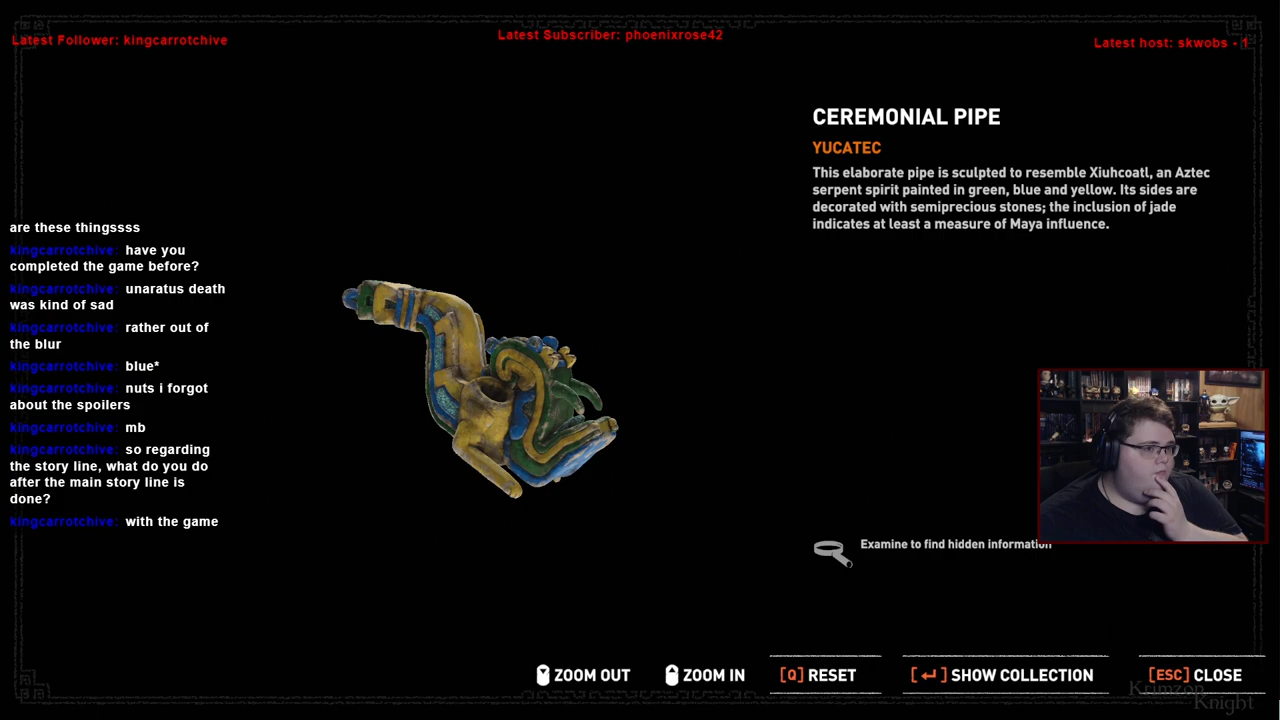 Latest Follower: kingcarrotchive
Latest Subscriber: phoenixrose42
Latest host: skwobs - 1
CEREMONIAL PIPE
YUCATEC
This elaborate pipe is sculpted to resemble Xiuhcoatl, an Aztec
serpent spirit painted in green, blue and yellow. Its sides are
decorated with semiprecious stones; the inclusion of jade
indicates at least a measure of Maya influence.
are these thingssss
kingcarrotchive: have you
completed the game before?
kingcarrotchive: unaratus death
was kind of sad
kingcarrotchive: rather out of
the blur
kingcarrotchive: blue*
kingcarrotchive: nuts i forgot
about the spoilers
kingcarrotchive: mb
kingcarrotchive: so regarding
the story line, what do you do
after the main story line is
done?
kingcarrotchive: with the game
Examine to find hidden information
ZOOM OUT
ZOOM IN
[Q] RESET
[↵] SHOW COLLECTION
[ESC] CLOSE
Krimzon
Knight